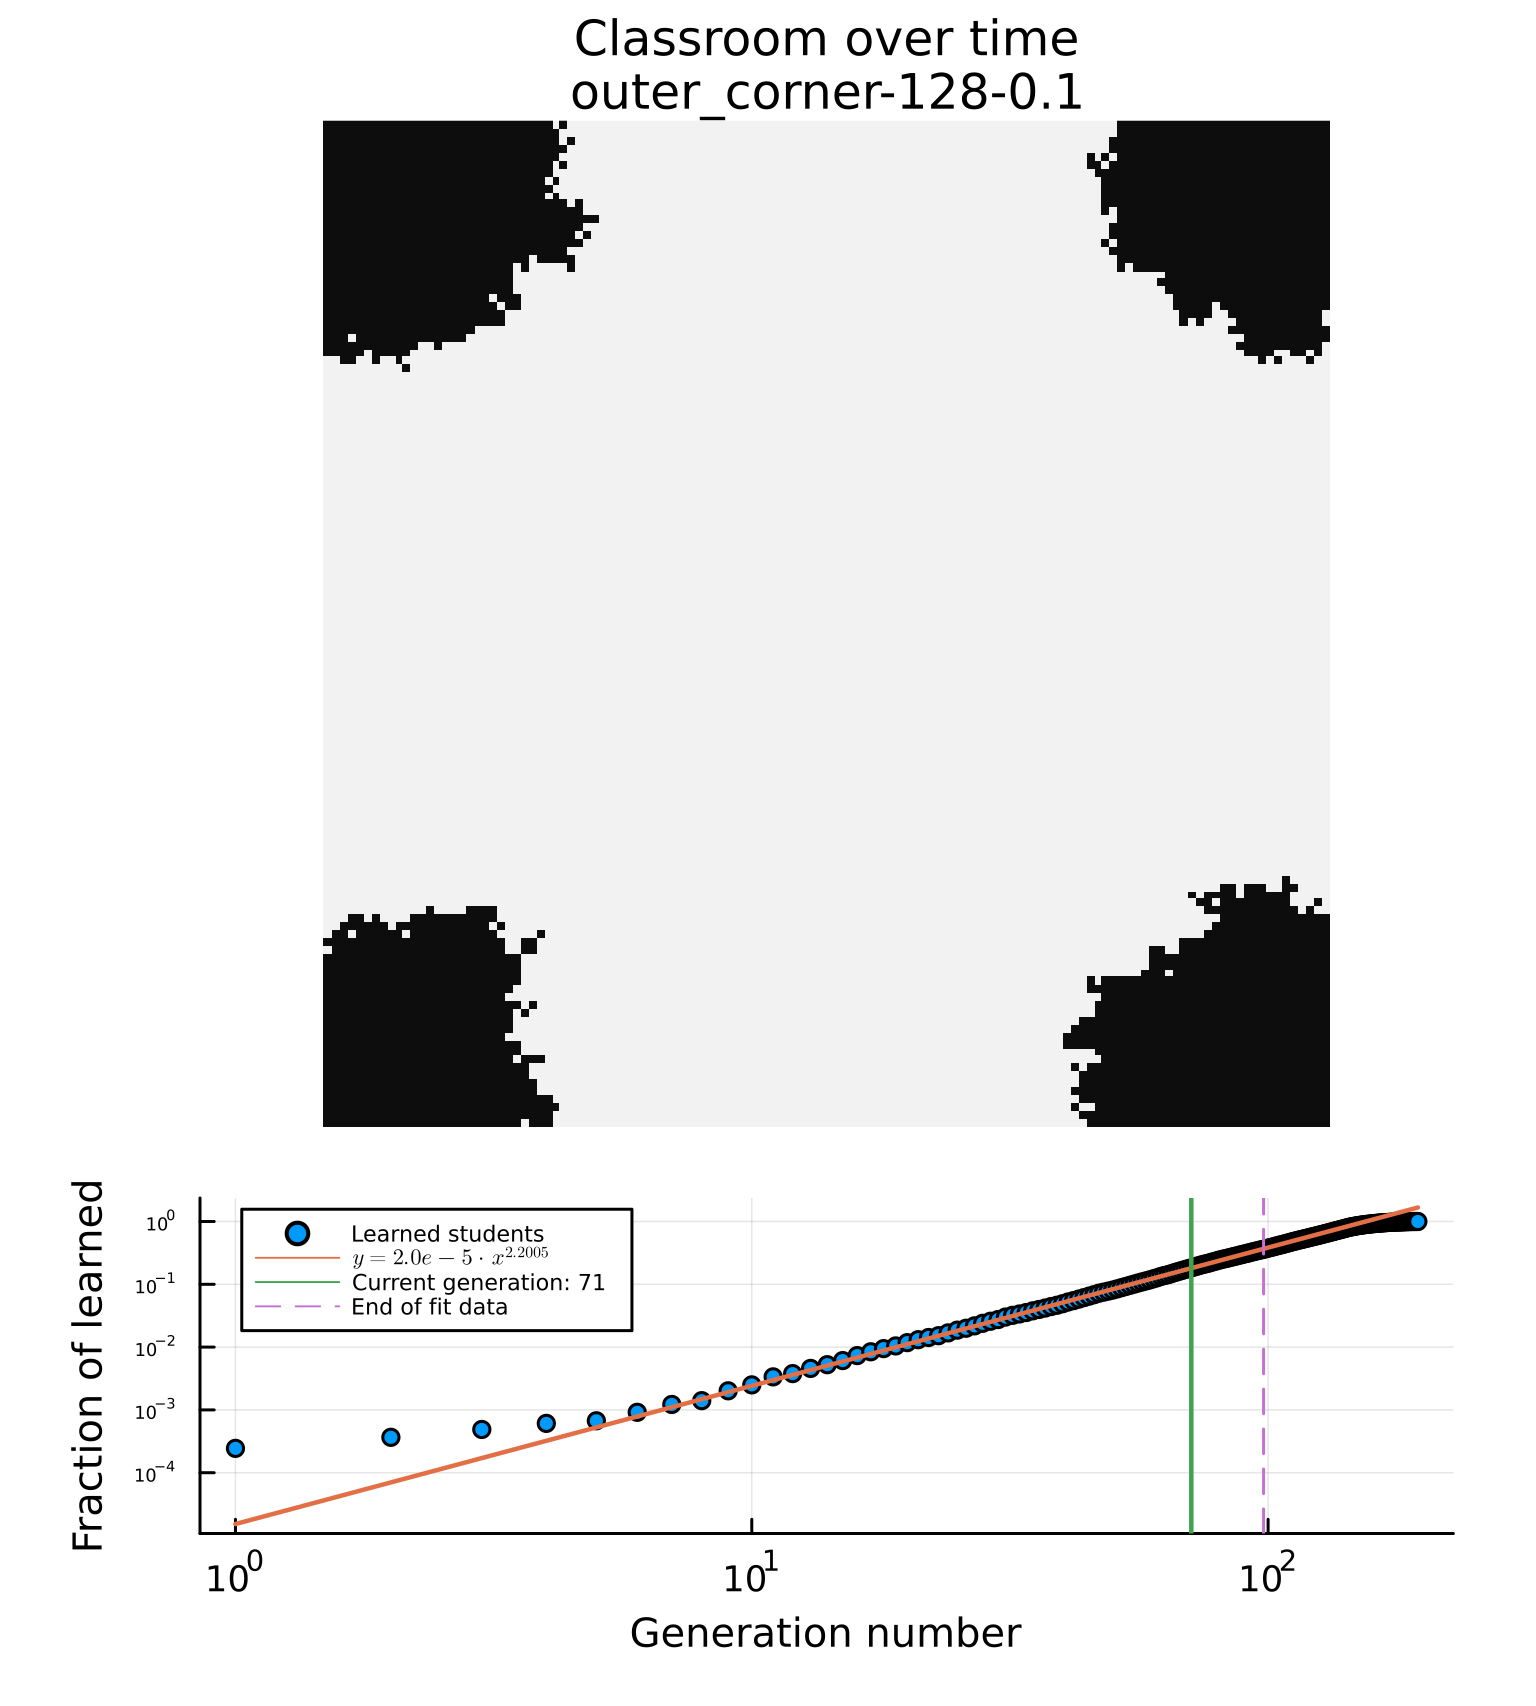 Classroom over time
outer_corner-128-0.1
Fraction of learned
10^0
10^-1
10^-2
10^-3
10^-4
Learned students
y = 2.0e − 5 · x^2.2005
Current generation: 71
End of fit data
10^0 10^1 10^2
Generation number